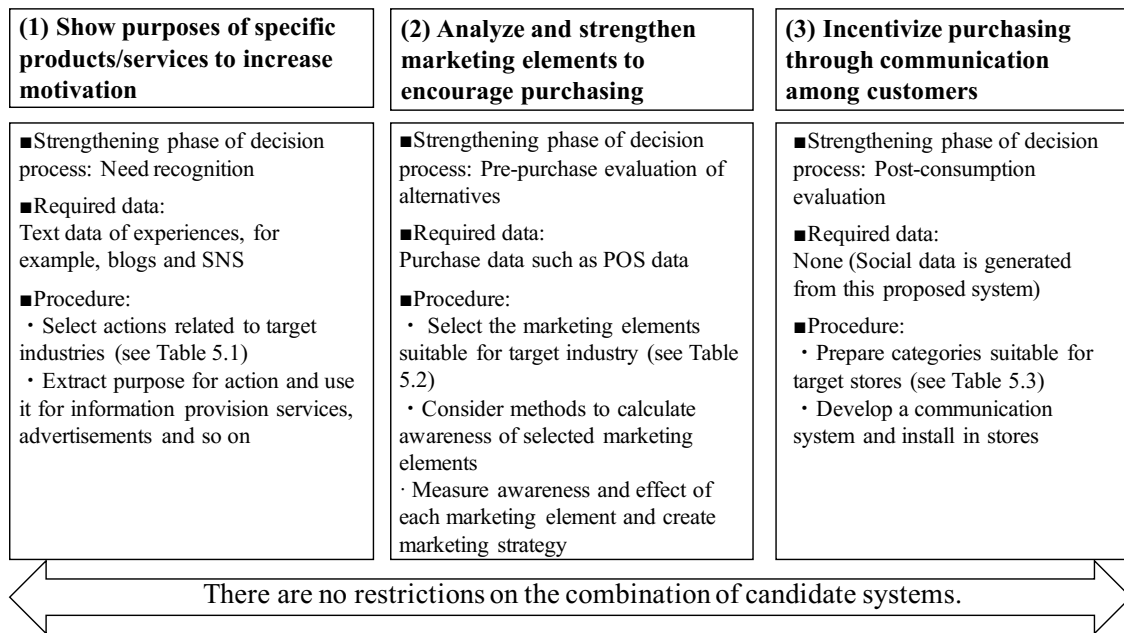 (1) Show purposes of specific
products/services to increase
motivation
■Strengthening phase of decision
process: Need recognition
■Required data:
Text data of experiences, for
example, blogs and SNS
■Procedure:
・Select actions related to target
industries (see Table 5.1)
・Extract purpose for action and use
it for information provision services,
advertisements and so on
(2) Analyze and strengthen
marketing elements to
encourage purchasing
■Strengthening phase of decision
process: Pre-purchase evaluation of
alternatives
■Required data:
Purchase data such as POS data
■Procedure:
・Select the marketing elements
suitable for target industry (see Table
5.2)
・Consider methods to calculate
awareness of selected marketing
elements
· Measure awareness and effect of
each marketing element and create
marketing strategy
(3) Incentivize purchasing
through communication
among customers
■Strengthening phase of decision
process: Post-consumption
evaluation
■Required data:
None (Social data is generated
from this proposed system)
■Procedure:
・Prepare categories suitable for
target stores (see Table 5.3)
・Develop a communication
system and install in stores
There are no restrictions on the combination of candidate systems.